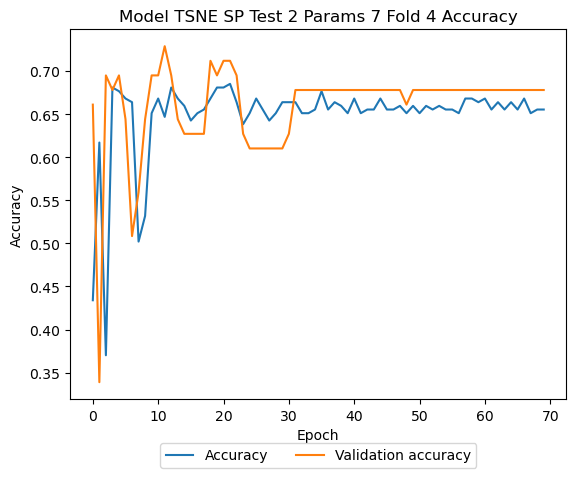 Model TSNE SP Test 2 Params 7 Fold 4 Accuracy
0.70
0.65
0.60
0.55
0.50
0.45
0.40
0.35
Accuracy
0 10 20 30 40 50 60 70
Epoch
Accuracy Validation accuracy